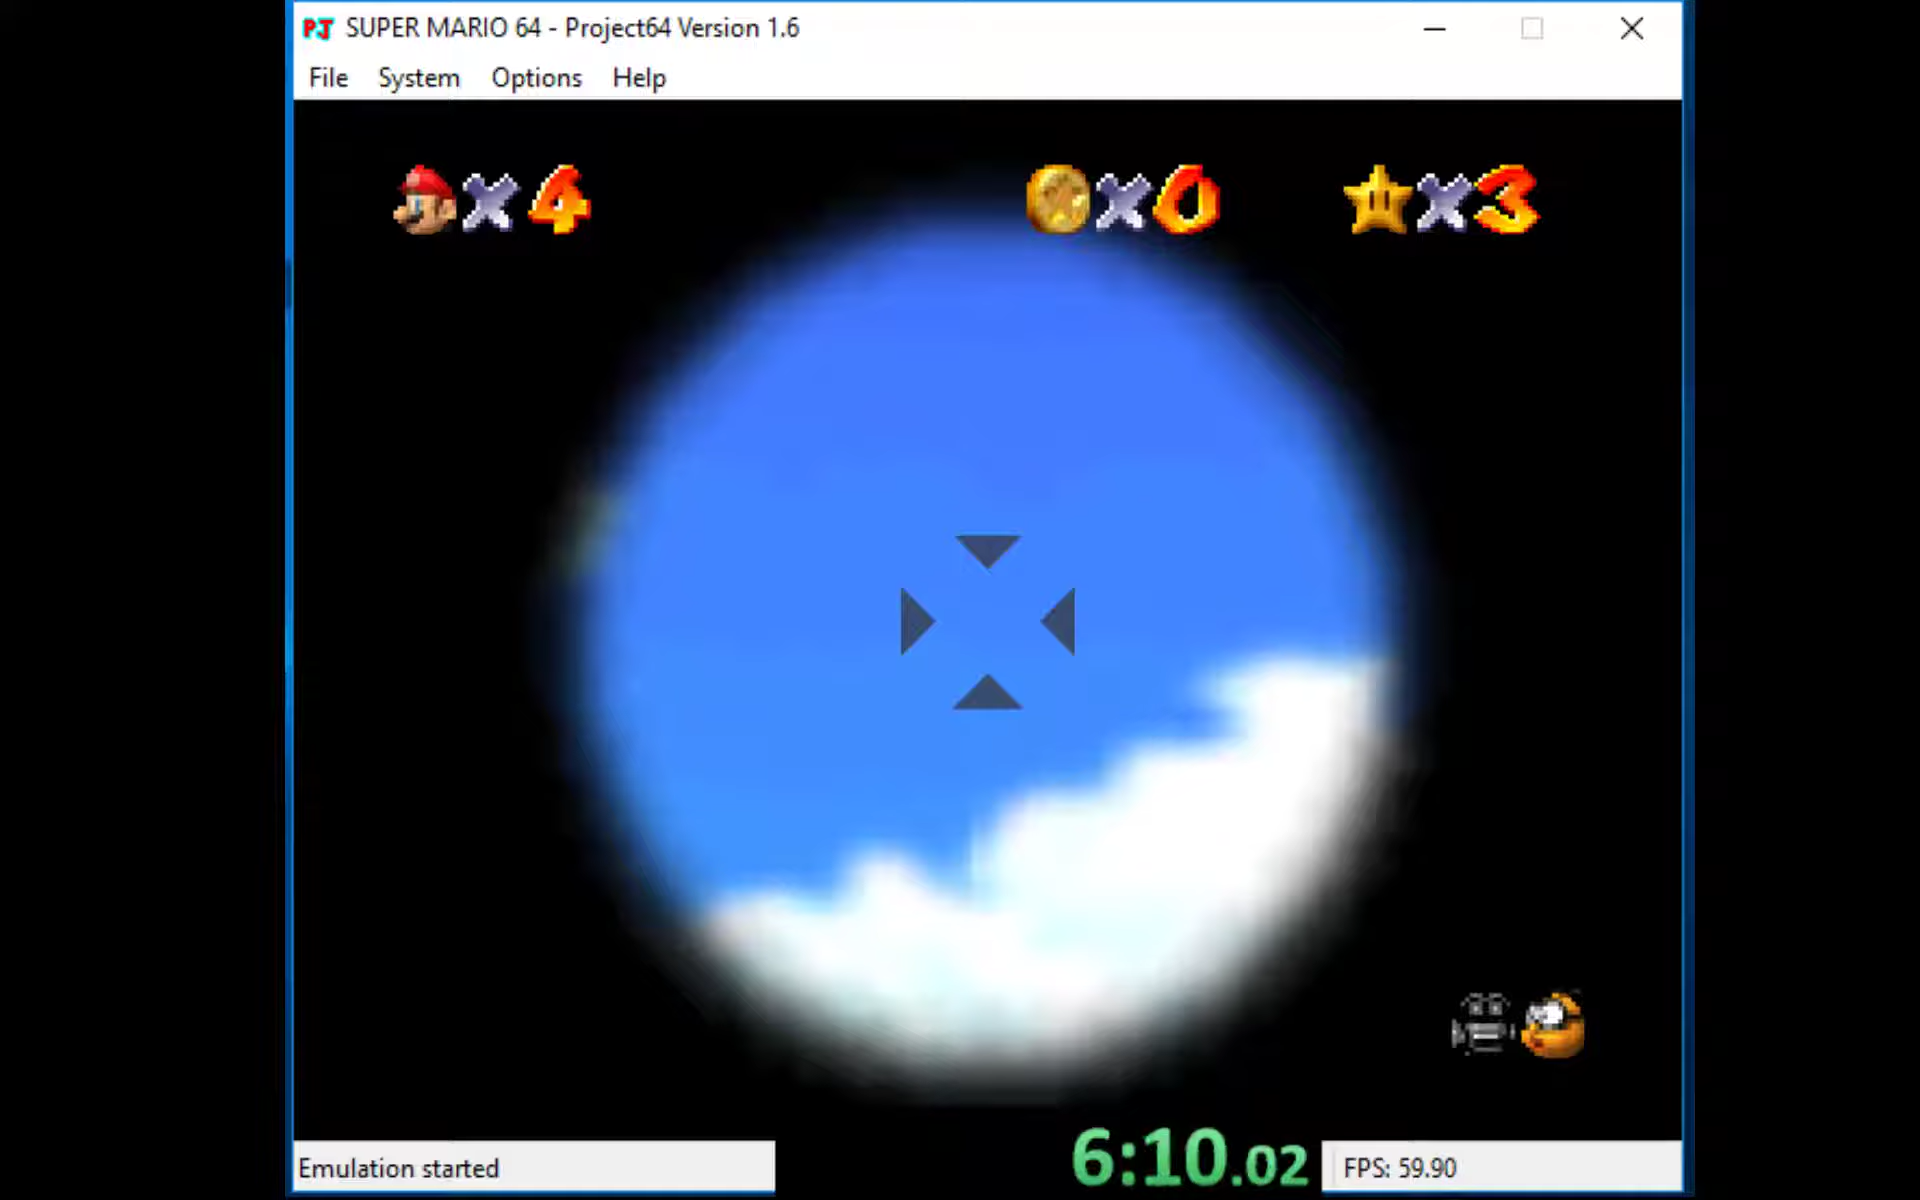 PJ SUPER MARIO 64 - Project64 Version 1.6
File System Options Help
×4 ×0 ×3
Emulation started
6:10.02
FPS: 59.90